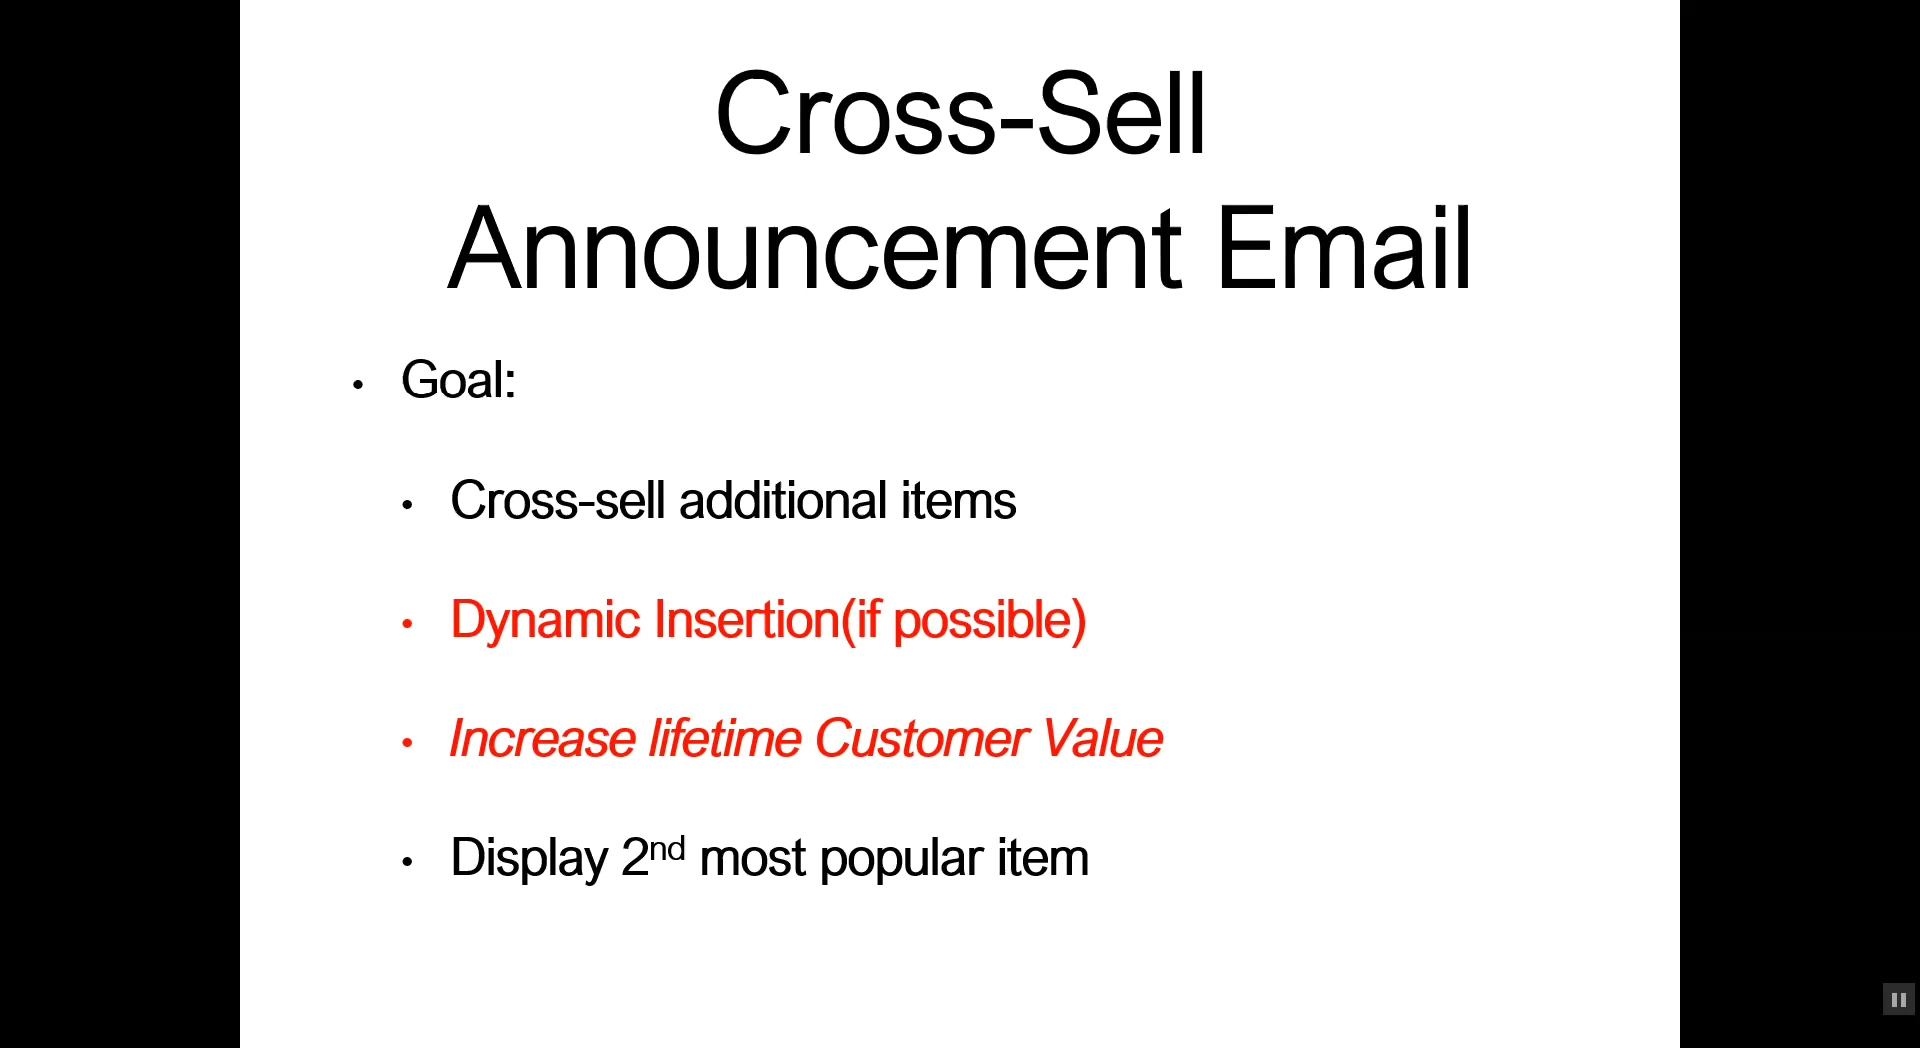 Cross-Sell
Announcement Email
• Goal:
• Cross-sell additional items
• Dynamic Insertion(if possible)
• Increase lifetime Customer Value
• Display 2nd most popular item